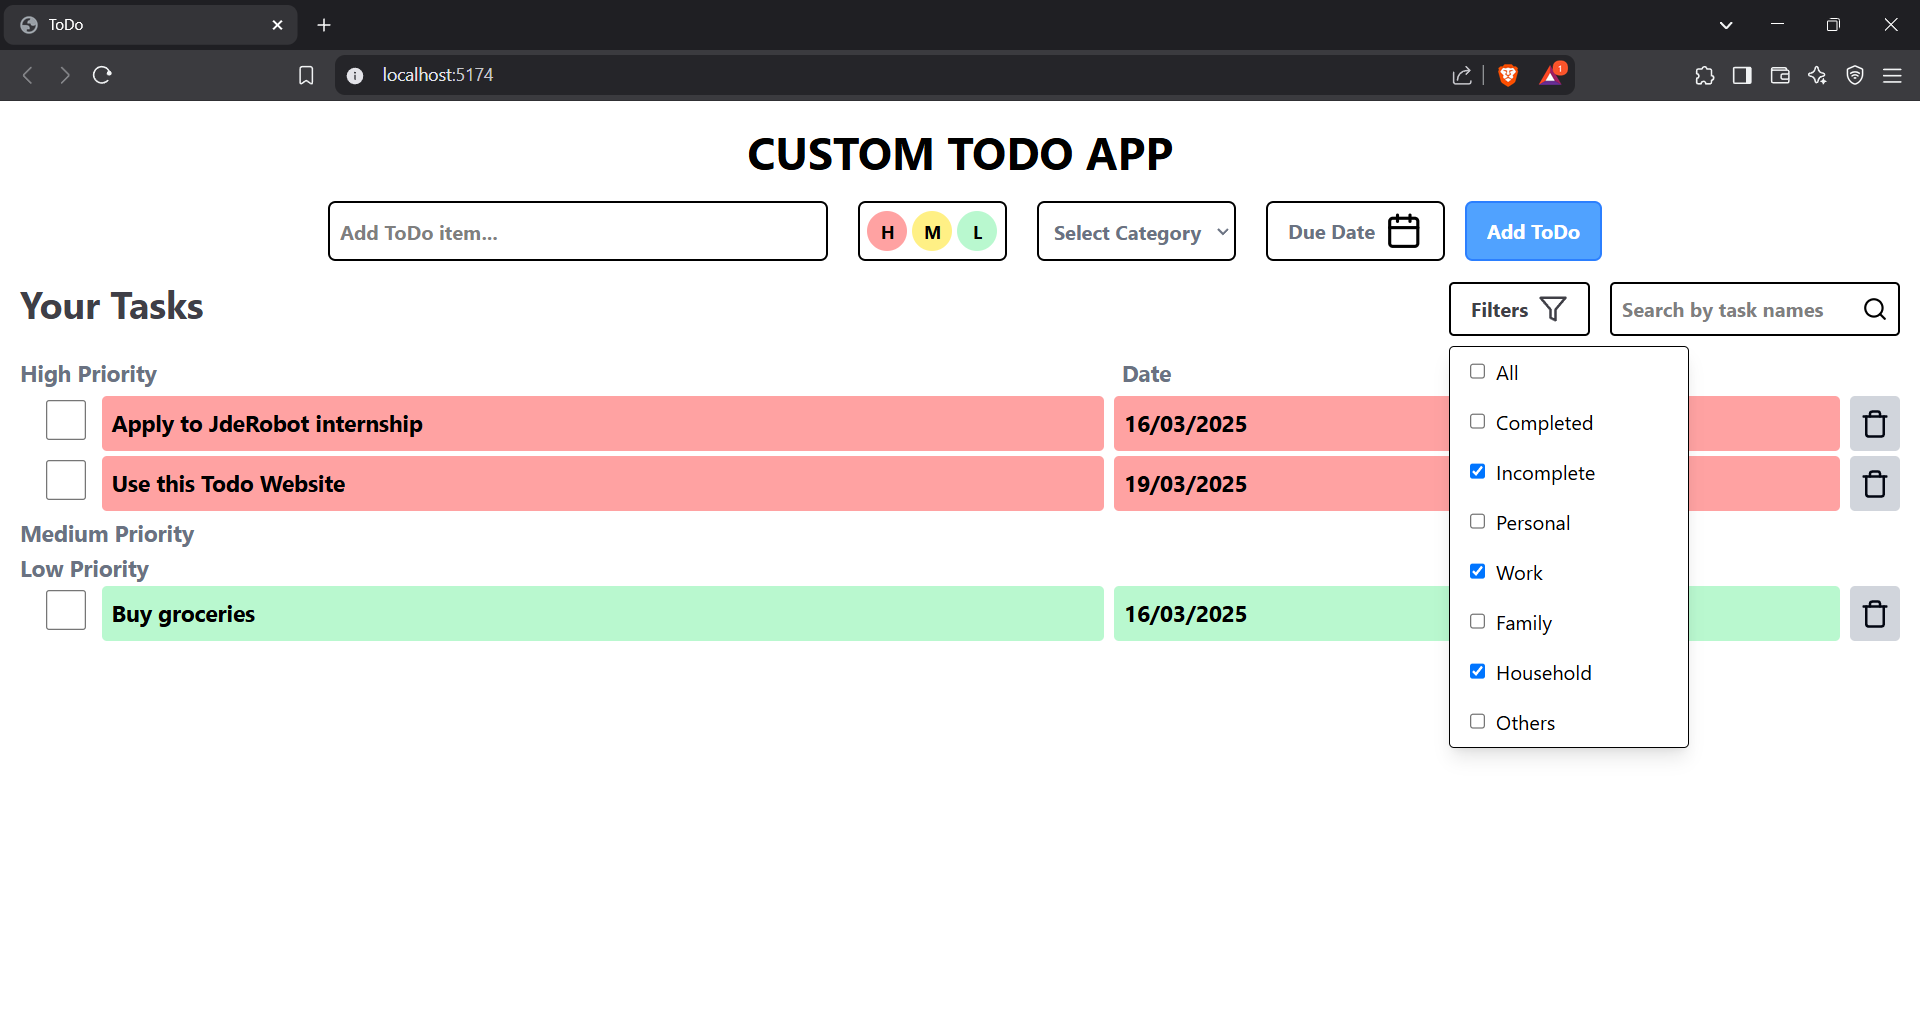 ToDo
localhost:5174
1
CUSTOM TODO APP
Add ToDo item...
H M L
Select Category
Due Date
Add ToDo
Your Tasks
Filters
Search by task names
High Priority
Date
Apply to JdeRobot internship
16/03/2025
Use this Todo Website
19/03/2025
Medium Priority
Low Priority
Buy groceries
16/03/2025
All
Completed
Incomplete
Personal
Work
Family
Household
Others